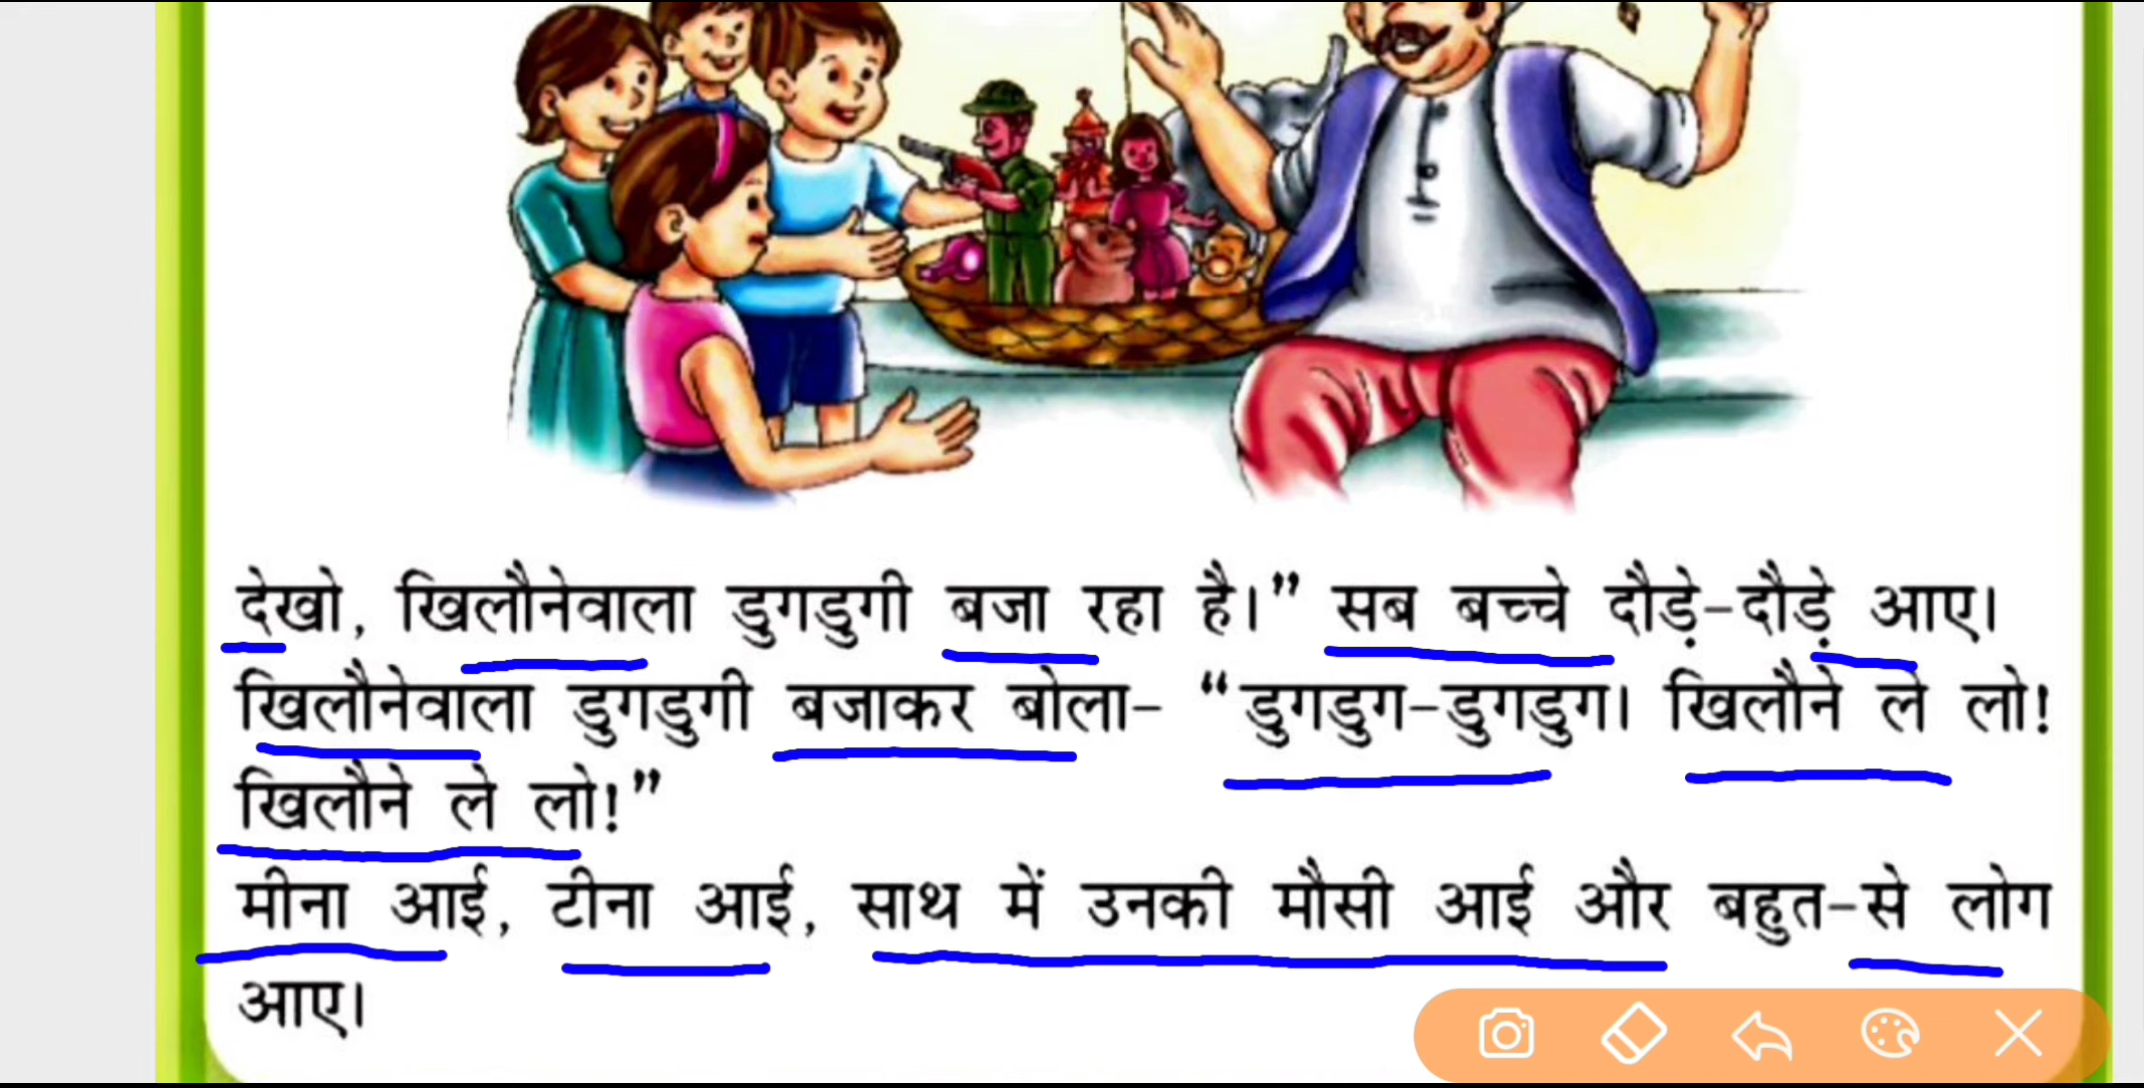 देखो, खिलौनेवाला डुगडुगी बजा रहा है।” सब बच्चे दौड़े-दौड़े आए।
खिलौनेवाला डुगडुगी बजाकर बोला- “डुगडुग-डुगडुग। खिलौने ले लो!
खिलौने ले लो!”
मीना आई, टीना आई, साथ में उनकी मौसी आई और बहुत-से लोग
आए।